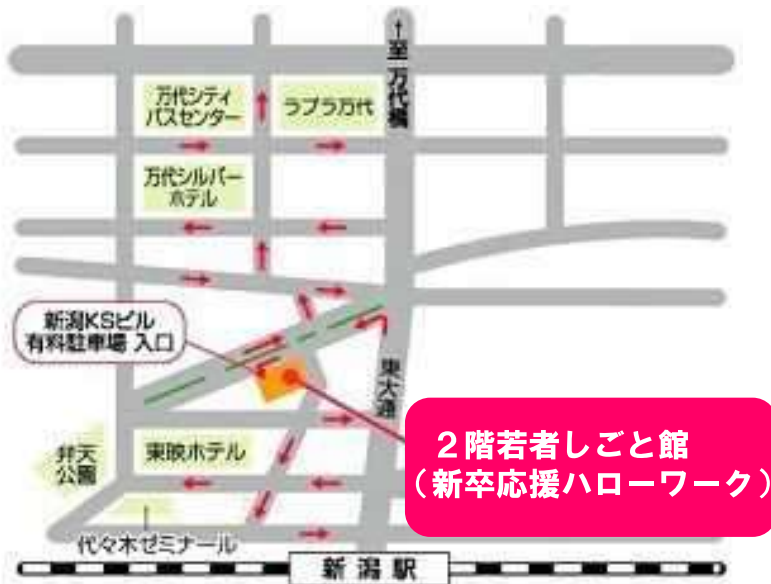 ↑至 万代橋
万代シティ
バスセンター
ラブラ万代
万代シルバー
ホテル
新潟KSビル
有料駐車場 入口
東大通
2階若者しごと館
(新卒応援ハローワーク)
弁天
公園
東映ホテル
代々木ゼミナール
新潟駅